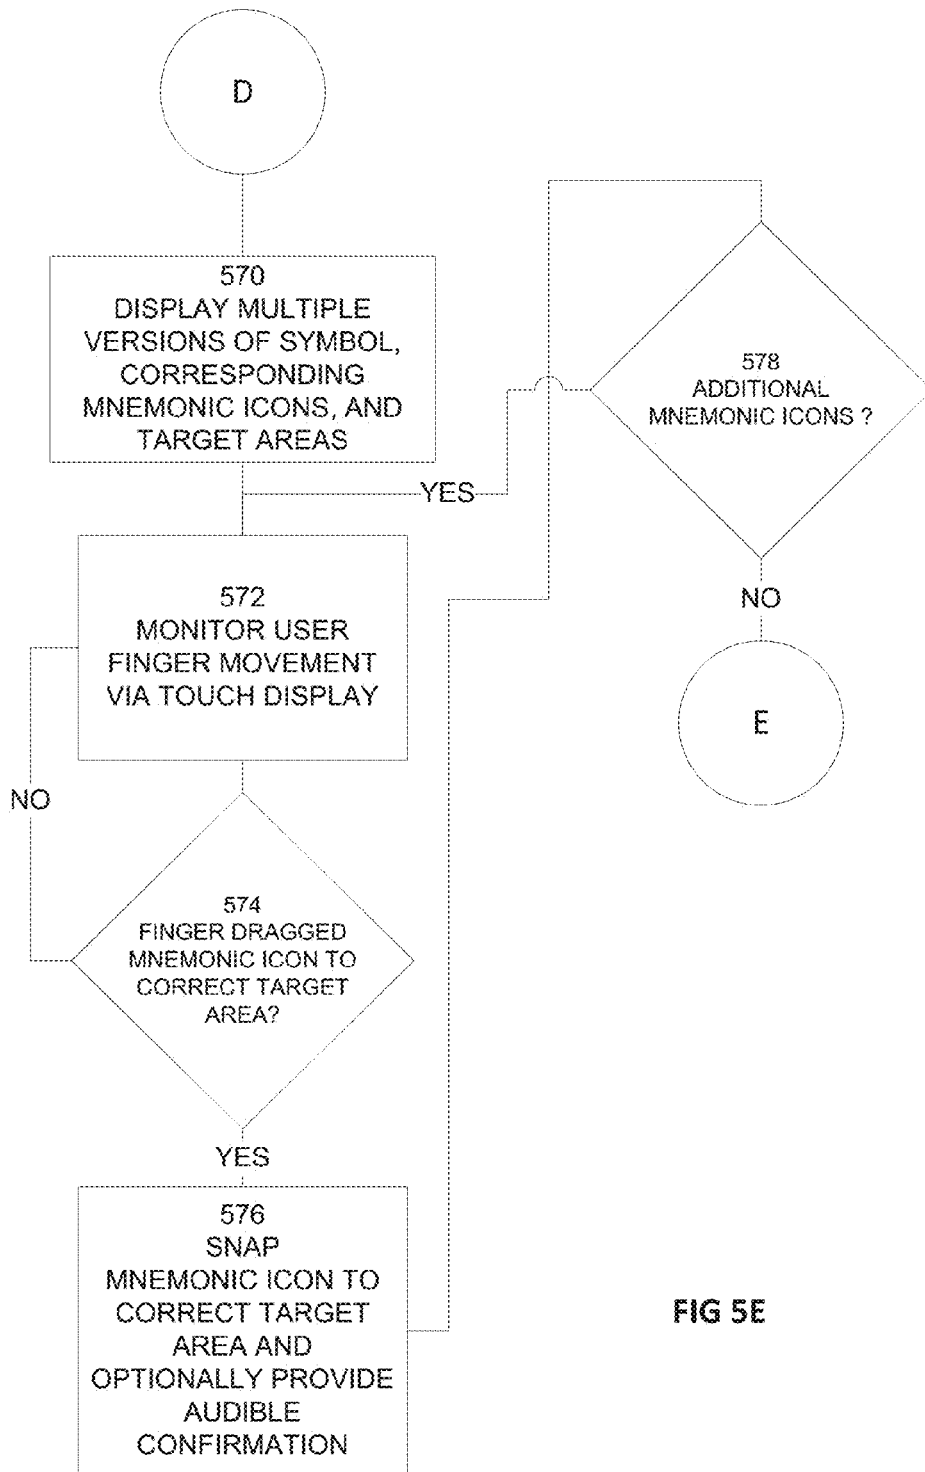 D
570
DISPLAY MULTIPLE
VERSIONS OF SYMBOL,
CORRESPONDING
MNEMONIC ICONS, AND
TARGET AREAS
YES
572
MONITOR USER
FINGER MOVEMENT
VIA TOUCH DISPLAY
NO
574
FINGER DRAGGED
MNEMONIC ICON TO
CORRECT TARGET
AREA?
YES
576
SNAP
MNEMONIC ICON TO
CORRECT TARGET
AREA AND
OPTIONALLY PROVIDE
AUDIBLE
CONFIRMATION
578
ADDITIONAL
MNEMONIC ICONS ?
NO
E
FIG 5E